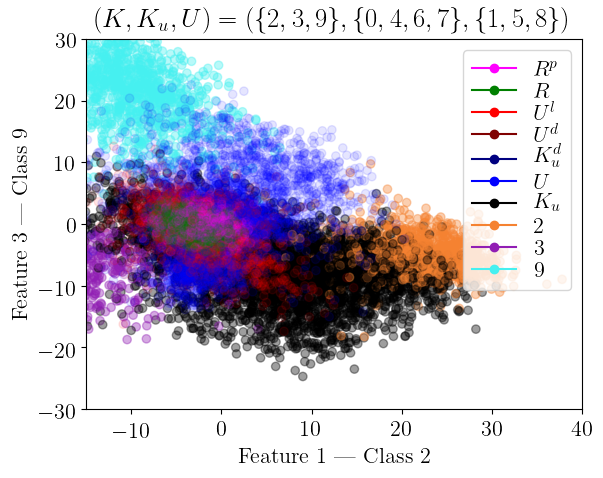 (K, K_u, U) = ({2, 3, 9}, {0, 4, 6, 7}, {1, 5, 8})
30
20
10
0
−10
−20
−30
Feature 3 — Class 9
R^p
R
U^l
U^d
K_u^d
U
K_u
2
3
9
−10
0
10
20
30
40
Feature 1 — Class 2